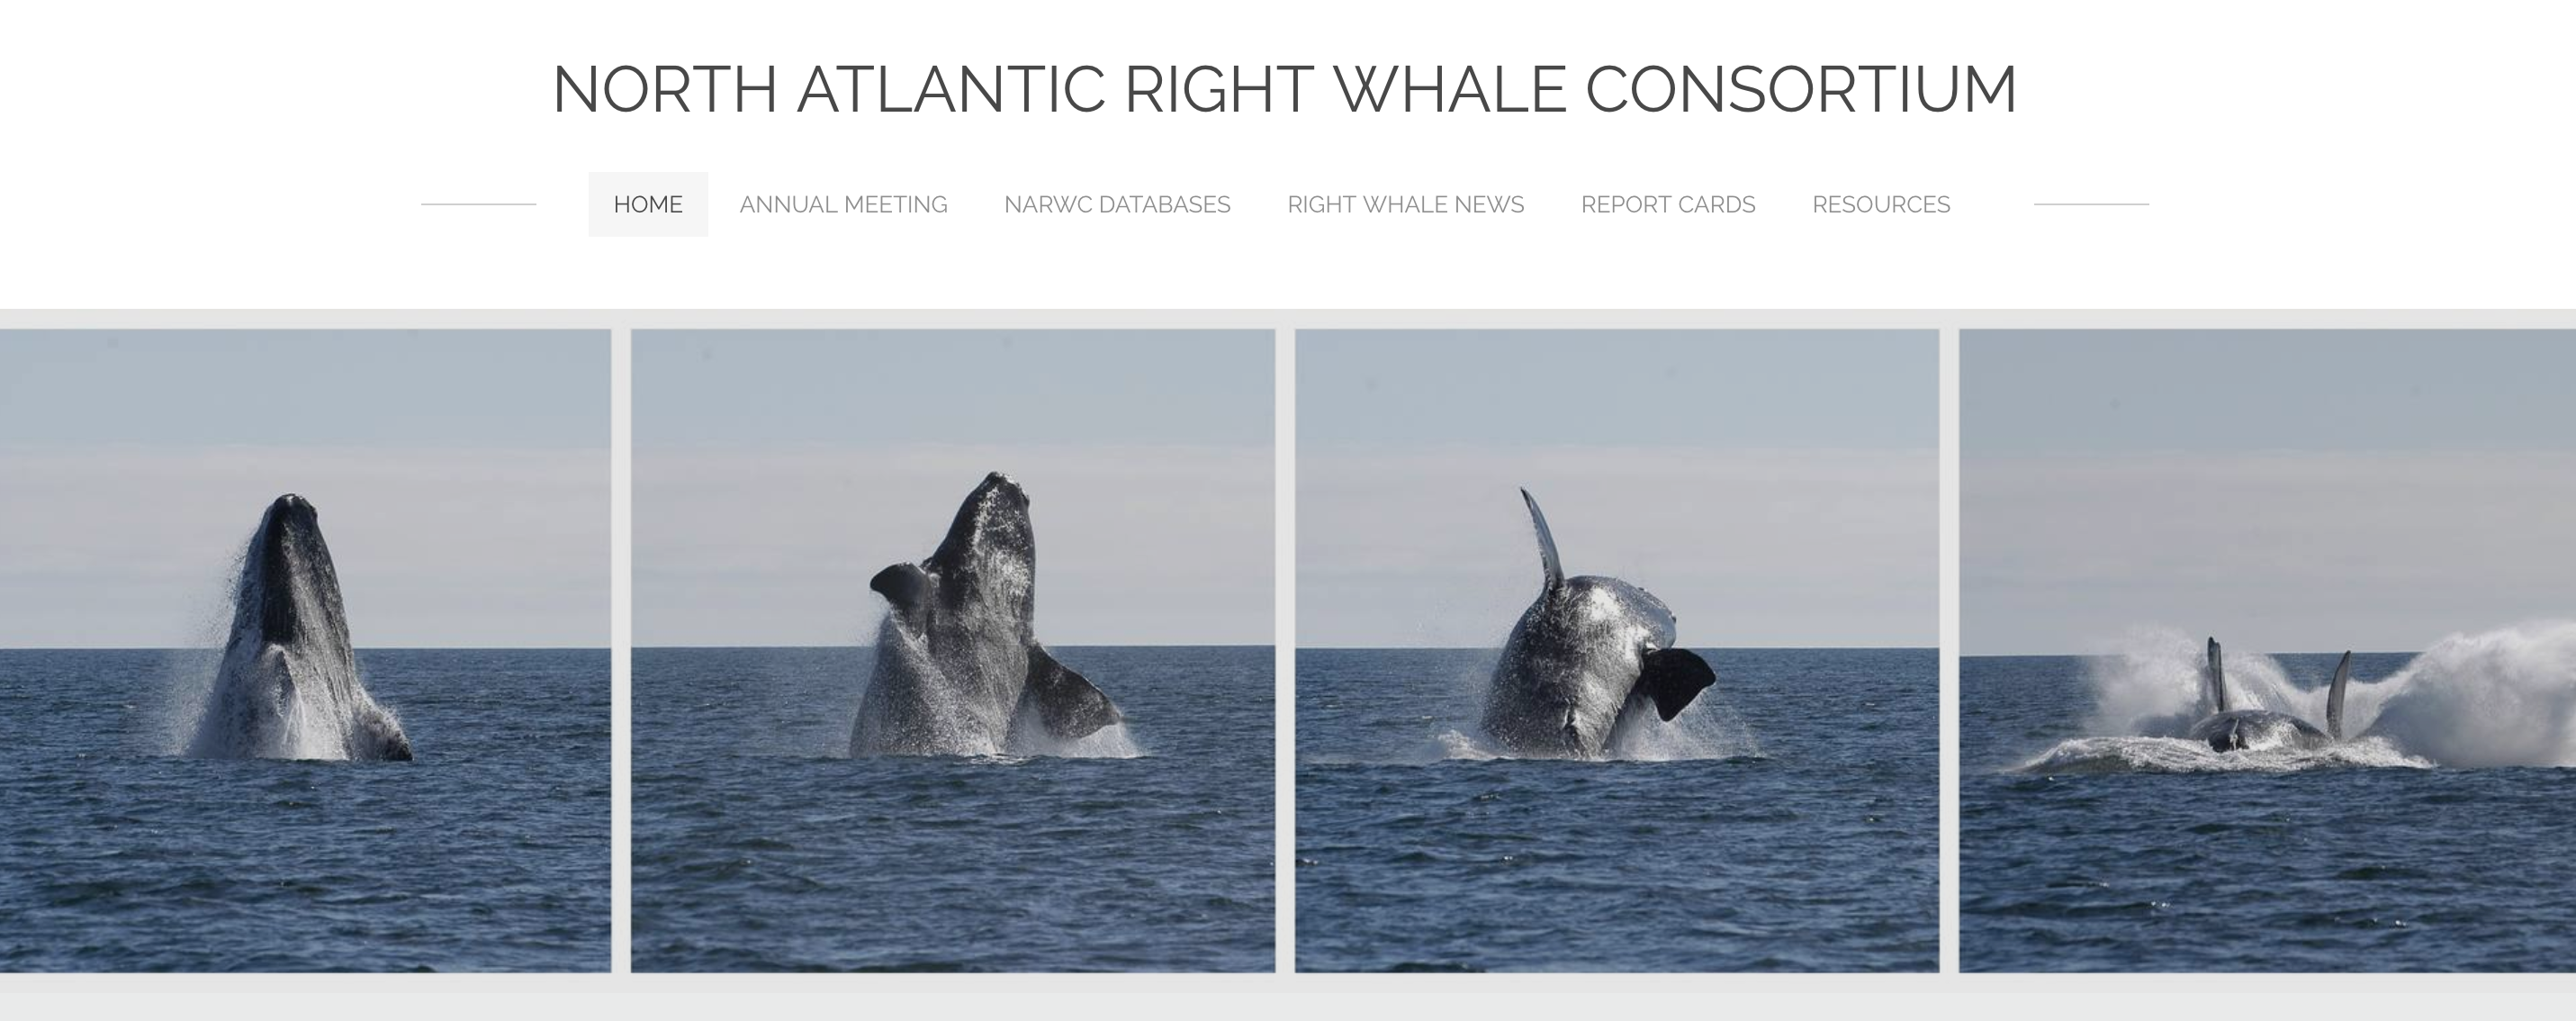 NORTH ATLANTIC RIGHT WHALE CONSORTIUM
HOME ANNUAL MEETING NARWC DATABASES RIGHT WHALE NEWS REPORT CARDS RESOURCES